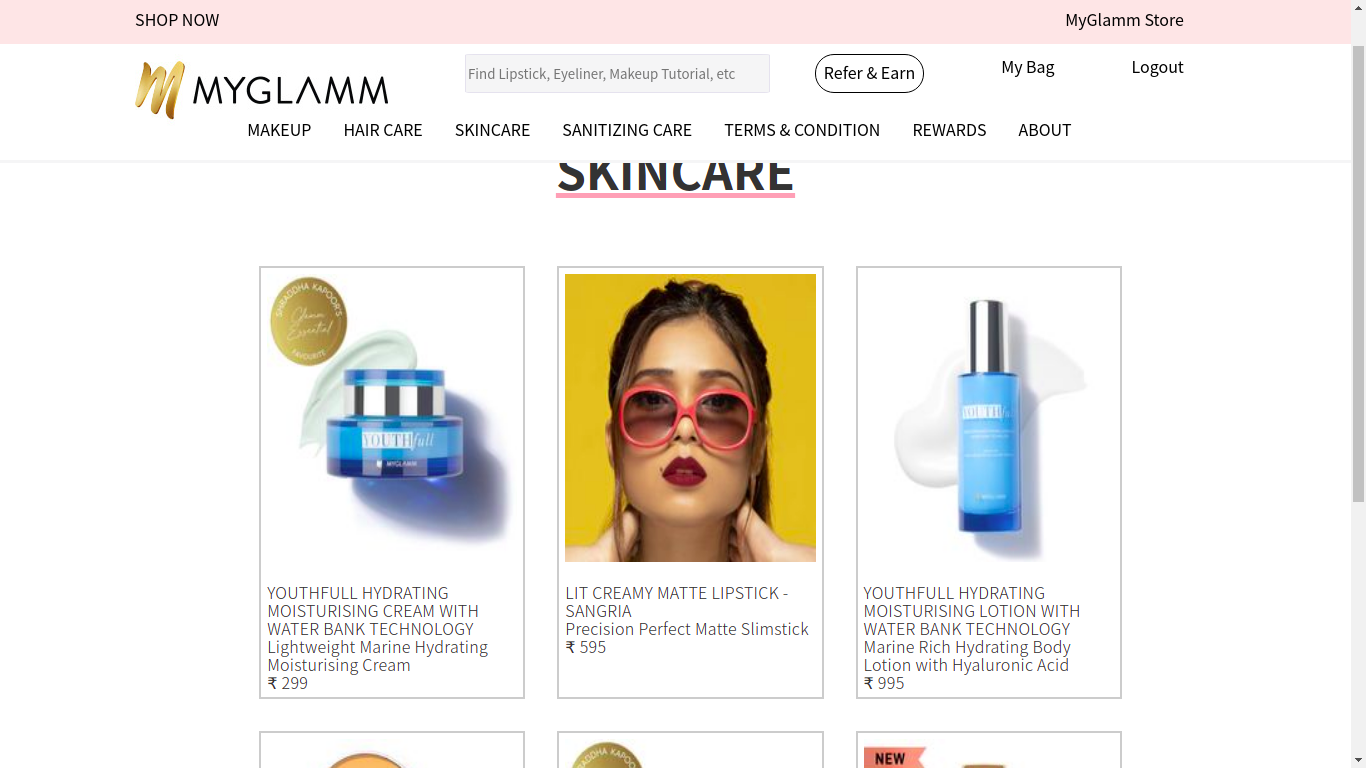 SHOP NOW
MyGlamm Store
MYGLAMM
Find Lipstick, Eyeliner, Makeup Tutorial, etc
Refer & Earn
My Bag
Logout
MAKEUP
HAIR CARE
SKINCARE
SANITIZING CARE
TERMS & CONDITION
REWARDS
ABOUT
SKINCARE
SHRADDHA KAPOOR'S
Glamm
Essential
FAVOURITE
YOUTHfull
MYGLAMM
YOUTHfull
YOUTHFULL HYDRATING
MOISTURISING CREAM WITH
WATER BANK TECHNOLOGY
Lightweight Marine Hydrating
Moisturising Cream
₹ 299
LIT CREAMY MATTE LIPSTICK -
SANGRIA
Precision Perfect Matte Slimstick
₹ 595
YOUTHFULL HYDRATING
MOISTURISING LOTION WITH
WATER BANK TECHNOLOGY
Marine Rich Hydrating Body
Lotion with Hyaluronic Acid
₹ 995
KAPOOR'S
NEW